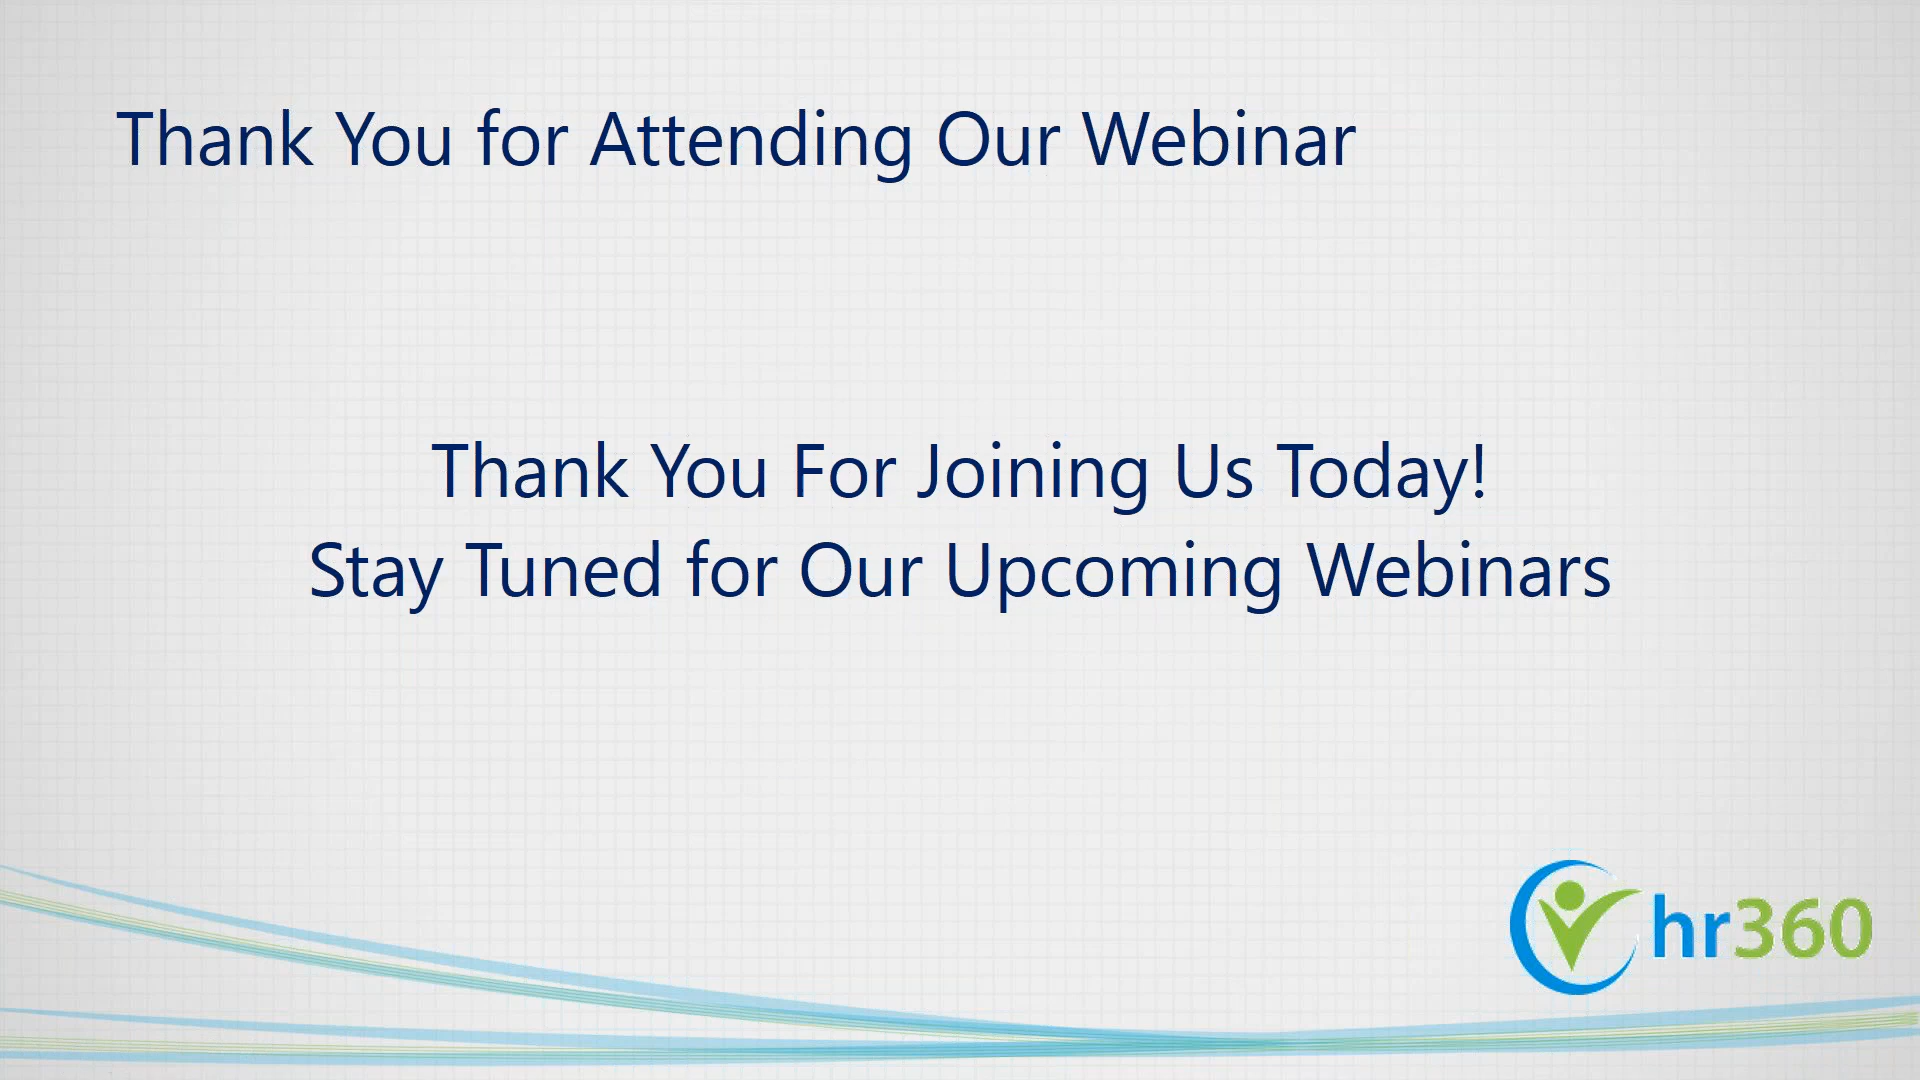 Thank You for Attending Our Webinar
Thank You For Joining Us Today!
Stay Tuned for Our Upcoming Webinars
hr360